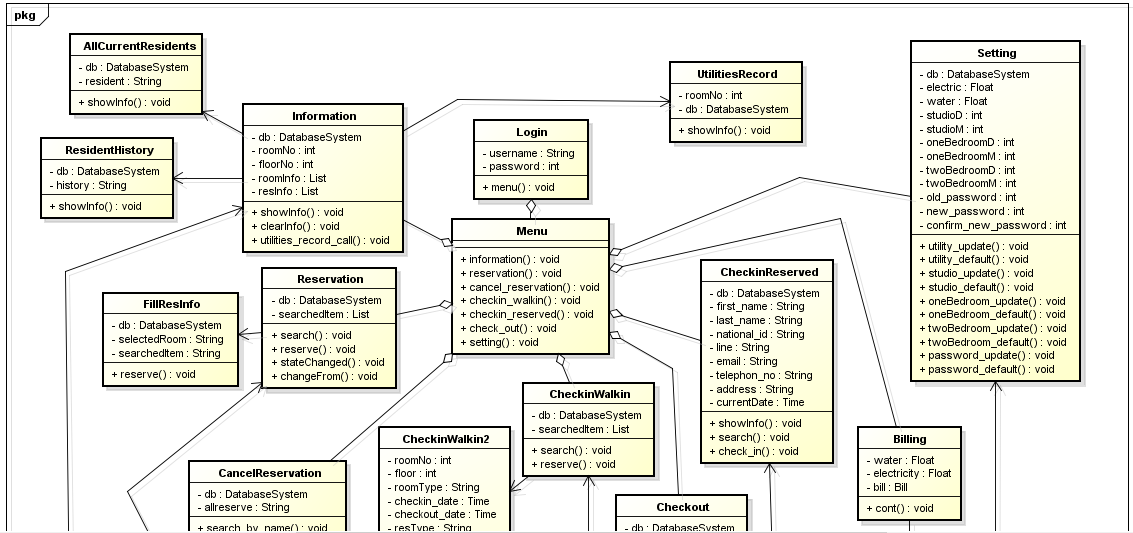 pkg
AllCurrentResidents
- db : DatabaseSystem
- resident : String
+ showInfo() : void
ResidentHistory
- db : DatabaseSystem
- history : String
+ showInfo() : void
Information
- db : DatabaseSystem
- roomNo : int
- floorNo : int
- roomInfo : List
- resInfo : List
+ showInfo() : void
+ clearInfo() : void
+ utilities_record_call() : void
Login
- username : String
- password : int
+ menu() : void
UtilitiesRecord
- roomNo : int
- db : DatabaseSystem
+ showInfo() : void
Setting
- db : DatabaseSystem
- electric : Float
- water : Float
- studioD : int
- studioM : int
- oneBedroomD : int
- oneBedroomM : int
- twoBedroomD : int
- twoBedroomM : int
- old_password : int
- new_password : int
- confirm_new_password : int
+ utility_update() : void
+ utility_default() : void
+ studio_update() : void
+ studio_default() : void
+ oneBedroom_update() : void
+ oneBedroom_default() : void
+ twoBedroom_update() : void
+ twoBedroom_default() : void
+ password_update() : void
+ password_default() : void
Menu
+ information() : void
+ reservation() : void
+ cancel_reservation() : void
+ checkin_walkin() : void
+ checkin_reserved() : void
+ check_out() : void
+ setting() : void
Reservation
- db : DatabaseSystem
- searchedItem : List
+ search() : void
+ reserve() : void
+ stateChanged() : void
+ changeFrom() : void
FillResInfo
- db : DatabaseSystem
- selectedRoom : String
- searchedItem : String
+ reserve() : void
CheckinReserved
- db : DatabaseSystem
- first_name : String
- last_name : String
- national_id : String
- line : String
- email : String
- telephon_no : String
- address : String
- currentDate : Time
+ showInfo() : void
+ search() : void
+ check_in() : void
CheckinWalkin
- db : DatabaseSystem
- searchedItem : List
+ search() : void
+ reserve() : void
CheckinWalkin2
- roomNo : int
- floor : int
- roomType : String
- checkin_date : Time
- checkout_date : Time
- resType : String
CancelReservation
- db : DatabaseSystem
- allreserve : String
+ search_by_name() : void
Checkout
- db : DatabaseSystem
Billing
- water : Float
- electricity : Float
- bill : Bill
+ cont() : void